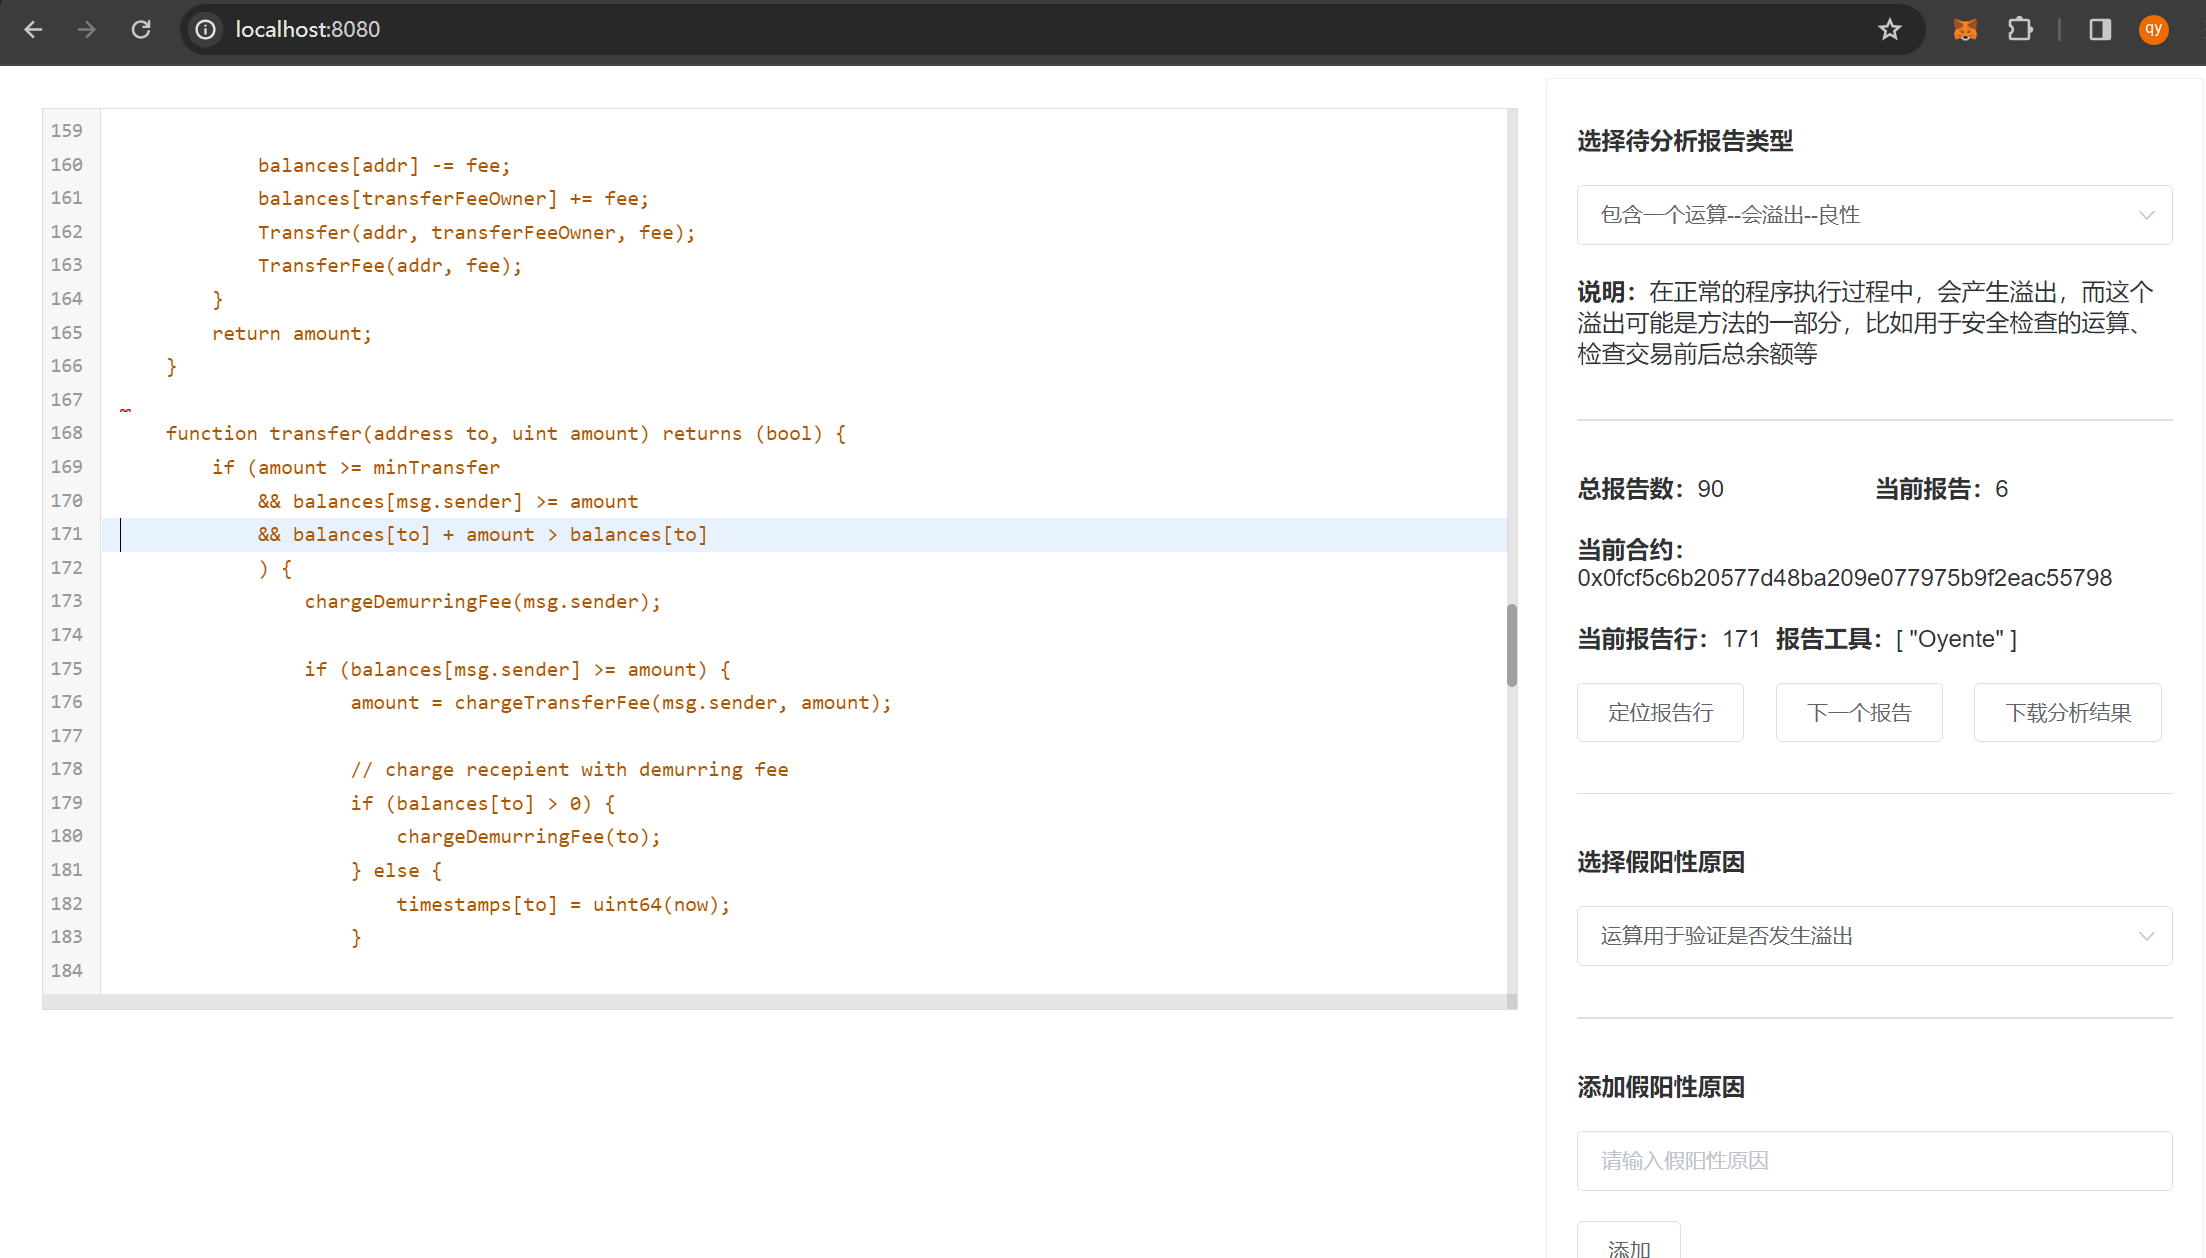 localhost:8080
qy
159
160 balances[addr] -= fee;
161 balances[transferFeeOwner] += fee;
162 Transfer(addr, transferFeeOwner, fee);
163 TransferFee(addr, fee);
164 }
165 return amount;
166 }
167
168 function transfer(address to, uint amount) returns (bool) {
169 if (amount >= minTransfer
170 && balances[msg.sender] >= amount
171 && balances[to] + amount > balances[to]
172 ) {
173 chargeDemurringFee(msg.sender);
174
175 if (balances[msg.sender] >= amount) {
176 amount = chargeTransferFee(msg.sender, amount);
177
178 // charge recepient with demurring fee
179 if (balances[to] > 0) {
180 chargeDemurringFee(to);
181 } else {
182 timestamps[to] = uint64(now);
183 }
184
选择待分析报告类型
包含一个运算--会溢出--良性
说明：在正常的程序执行过程中，会产生溢出，而这个
溢出可能是方法的一部分，比如用于安全检查的运算、
检查交易前后总余额等
总报告数：90 当前报告：6
当前合约：
0x0fcf5c6b20577d48ba209e077975b9f2eac55798
当前报告行：171 报告工具：[ "Oyente" ]
定位报告行 下一个报告 下载分析结果
选择假阳性原因
运算用于验证是否发生溢出
添加假阳性原因
请输入假阳性原因
添加